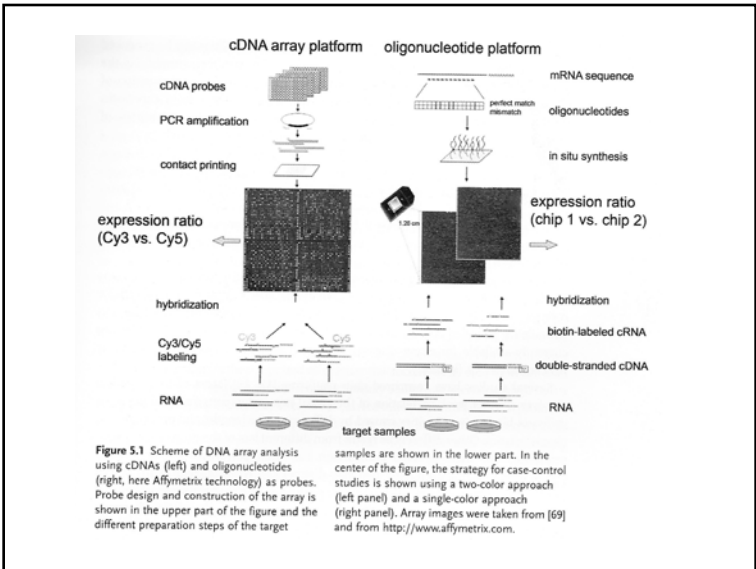 cDNA array platform
oligonucleotide platform
cDNA probes
PCR amplification
contact printing
mRNA sequence
perfect match
mismatch
oligonucleotides
in situ synthesis
expression ratio
(Cy3 vs. Cy5)
1.28 cm
expression ratio
(chip 1 vs. chip 2)
hybridization
Cy3
Cy5
Cy3/Cy5
labeling
RNA
hybridization
biotin-labeled cRNA
double-stranded cDNA
RNA
target samples
Figure 5.1 Scheme of DNA array analysis
using cDNAs (left) and oligonucleotides
(right, here Affymetrix technology) as probes.
Probe design and construction of the array is
shown in the upper part of the figure and the
different preparation steps of the target
samples are shown in the lower part. In the
center of the figure, the strategy for case-control
studies is shown using a two-color approach
(left panel) and a single-color approach
(right panel). Array images were taken from [69]
and from http://www.affymetrix.com.